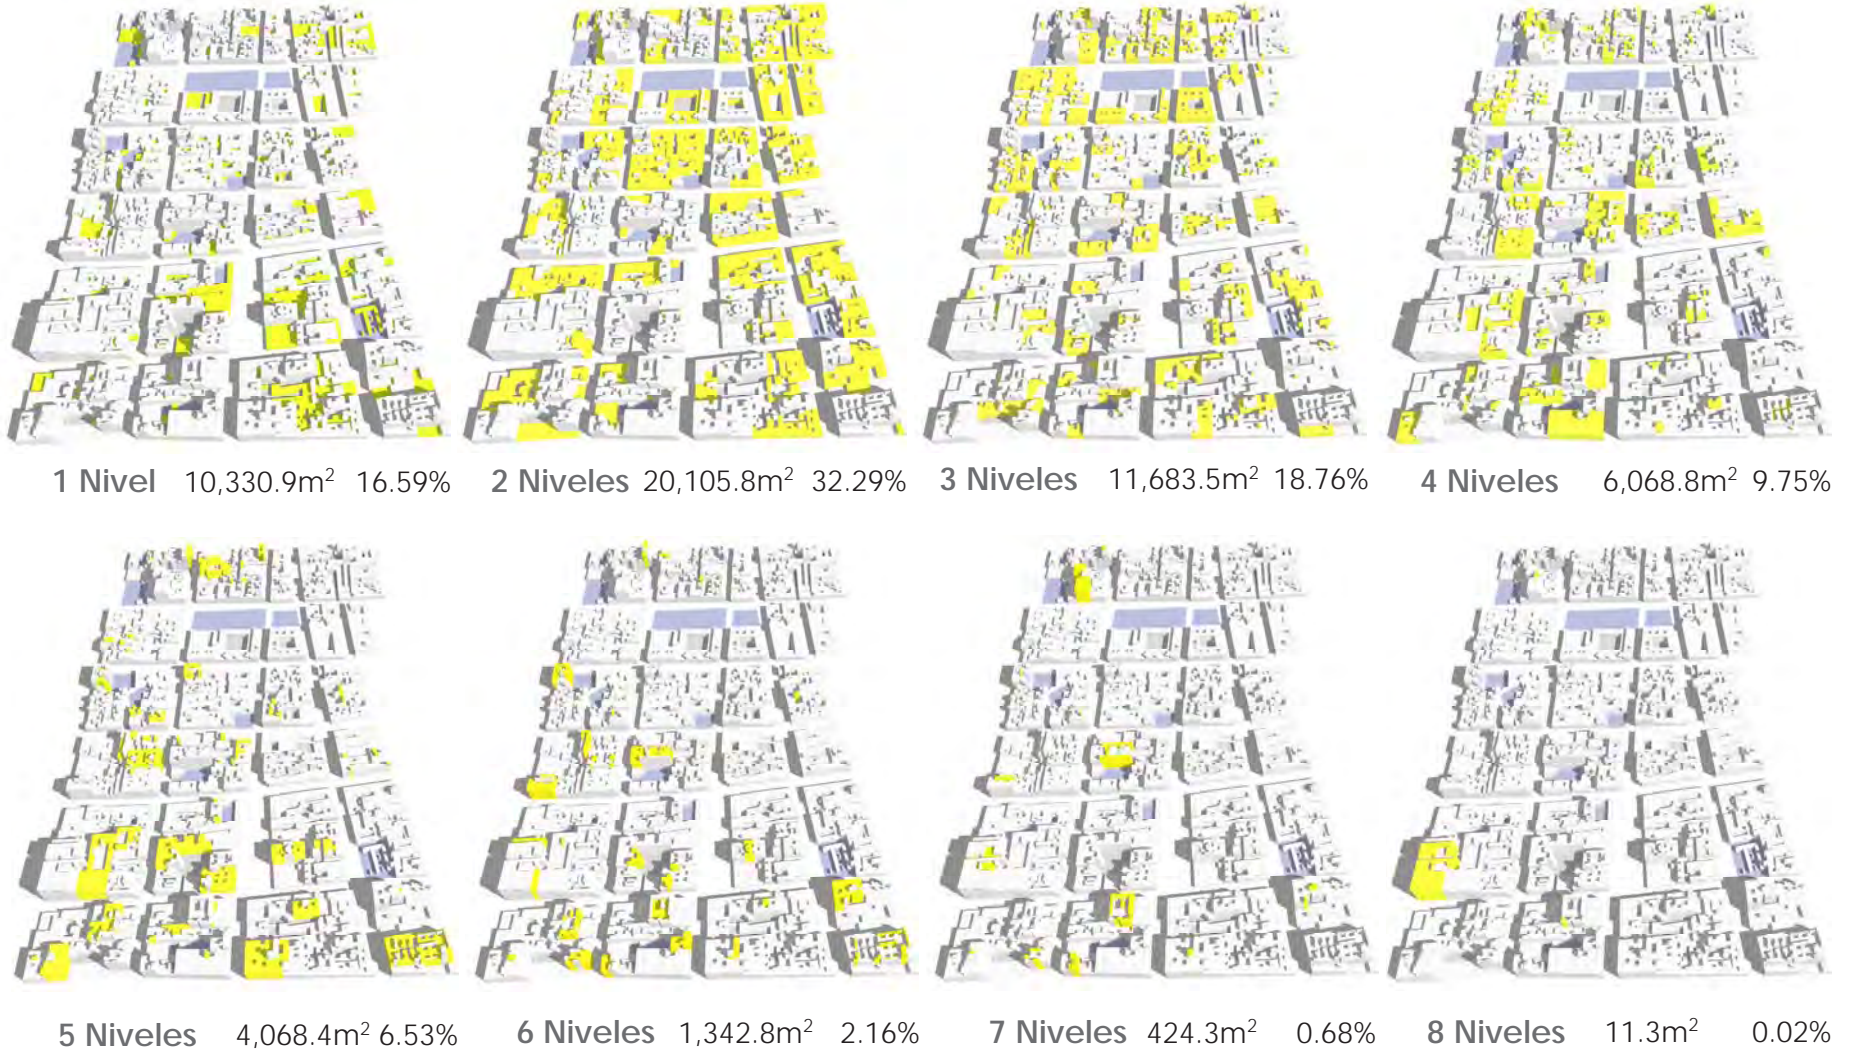 1 Nivel 10,330.9m² 16.59%
2 Niveles 20,105.8m² 32.29%
3 Niveles 11,683.5m² 18.76%
4 Niveles 6,068.8m² 9.75%
5 Niveles 4,068.4m² 6.53%
6 Niveles 1,342.8m² 2.16%
7 Niveles 424.3m² 0.68%
8 Niveles 11.3m² 0.02%